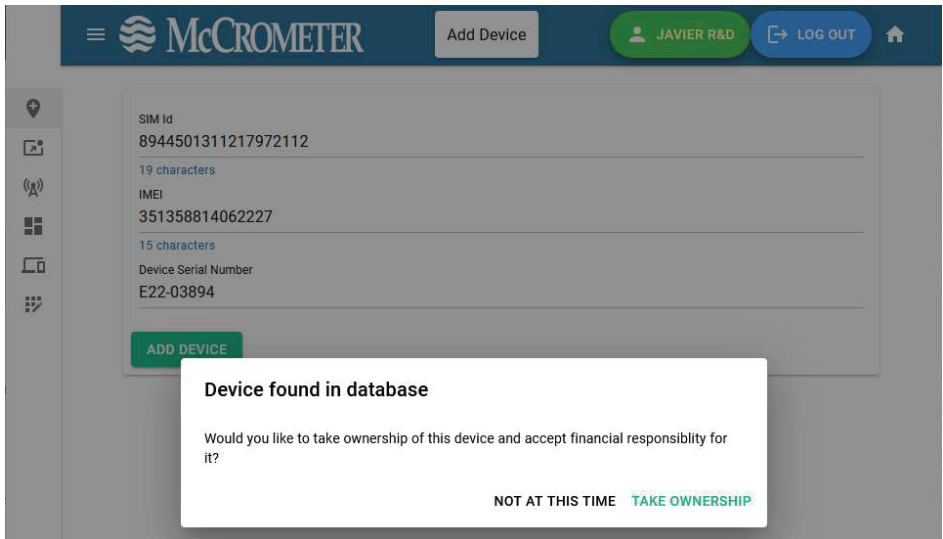 McCROMETER
Add Device
JAVIER R&D
LOG OUT
SIM Id
8944501311217972112
19 characters
IMEI
351358814062227
15 characters
Device Serial Number
E22-03894
ADD DEVICE
Device found in database
Would you like to take ownership of this device and accept financial responsiblity for
it?
NOT AT THIS TIME TAKE OWNERSHIP